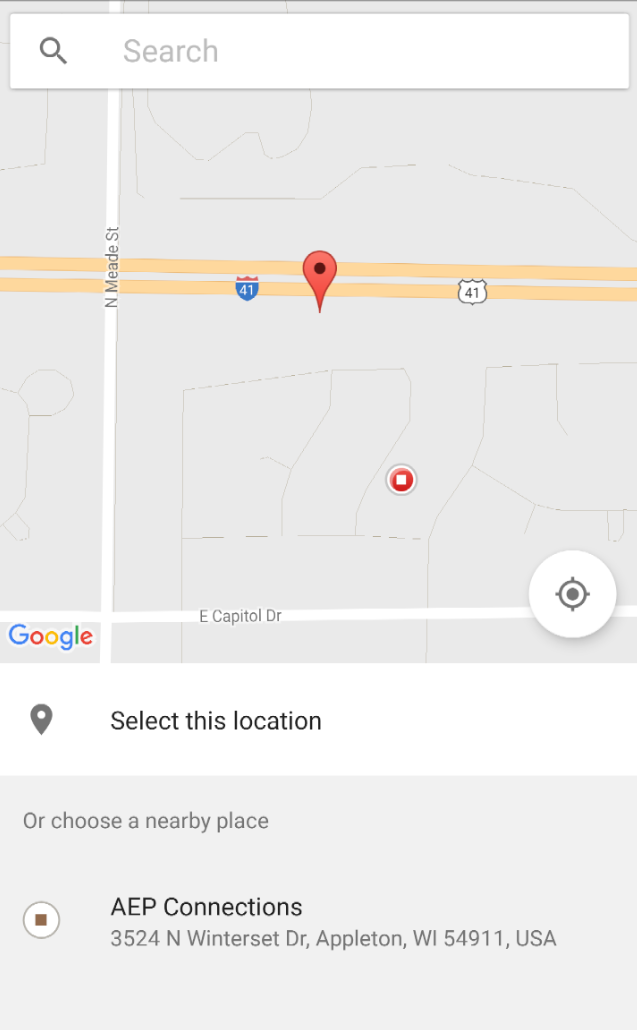 Search
N Meade St
41
41
E Capitol Dr
Google
Select this location
Or choose a nearby place
AEP Connections
3524 N Winterset Dr, Appleton, WI 54911, USA